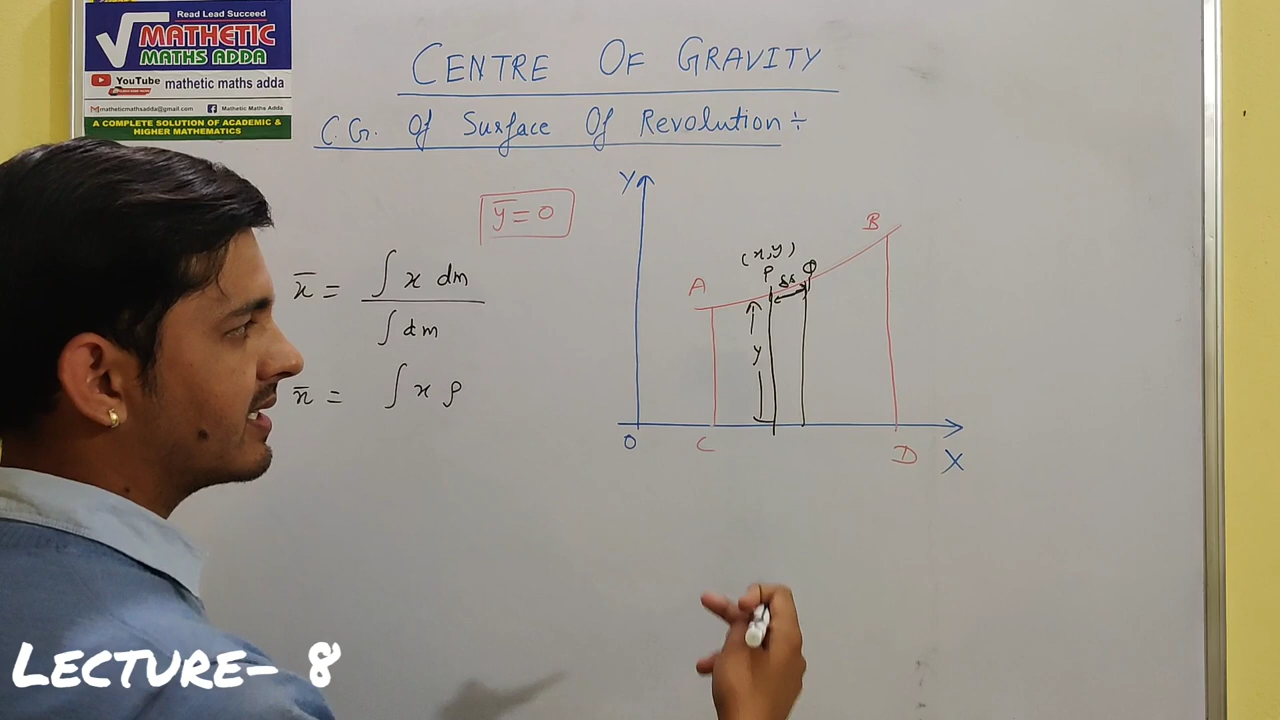 Read Lead Succeed
MATHETIC
MATHS ADDA
YouTube mathetic maths adda
matheticmathsadda@gmail.com Mathetic Maths Adda
A COMPLETE SOLUTION OF ACADEMIC &
HIGHER MATHEMATICS
CENTRE OF GRAVITY
C.G. Of Surface Of Revolution ÷
ȳ = 0
x̄ = ∫ x dm
∫ dm
x̄ = ∫ x ρ
Y
B
(x, y)
A P δs Q
y
O C D X
LECTURE- 8